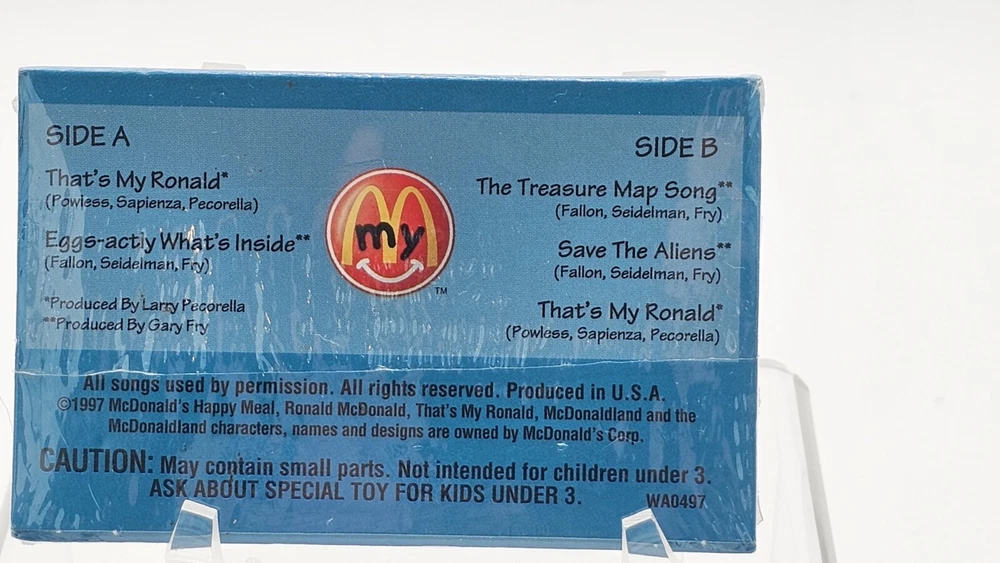 SIDE A
That's My Ronald*
(Powless, Sapienza, Pecorella)
Eggs-actly What's Inside**
(Fallon, Seidelman, Fry)
*Produced By Larry Pecorella
**Produced By Gary Fry
my
TM
SIDE B
The Treasure Map Song**
(Fallon, Seidelman, Fry)
Save The Aliens**
(Fallon, Seidelman, Fry)
That's My Ronald*
(Powless, Sapienza, Pecorella)
All songs used by permission. All rights reserved. Produced in U.S.A.
©1997 McDonald's Happy Meal, Ronald McDonald, That's My Ronald, McDonaldland and the
McDonaldland characters, names and designs are owned by McDonald's Corp.
CAUTION: May contain small parts. Not intended for children under 3.
ASK ABOUT SPECIAL TOY FOR KIDS UNDER 3.
WA0497